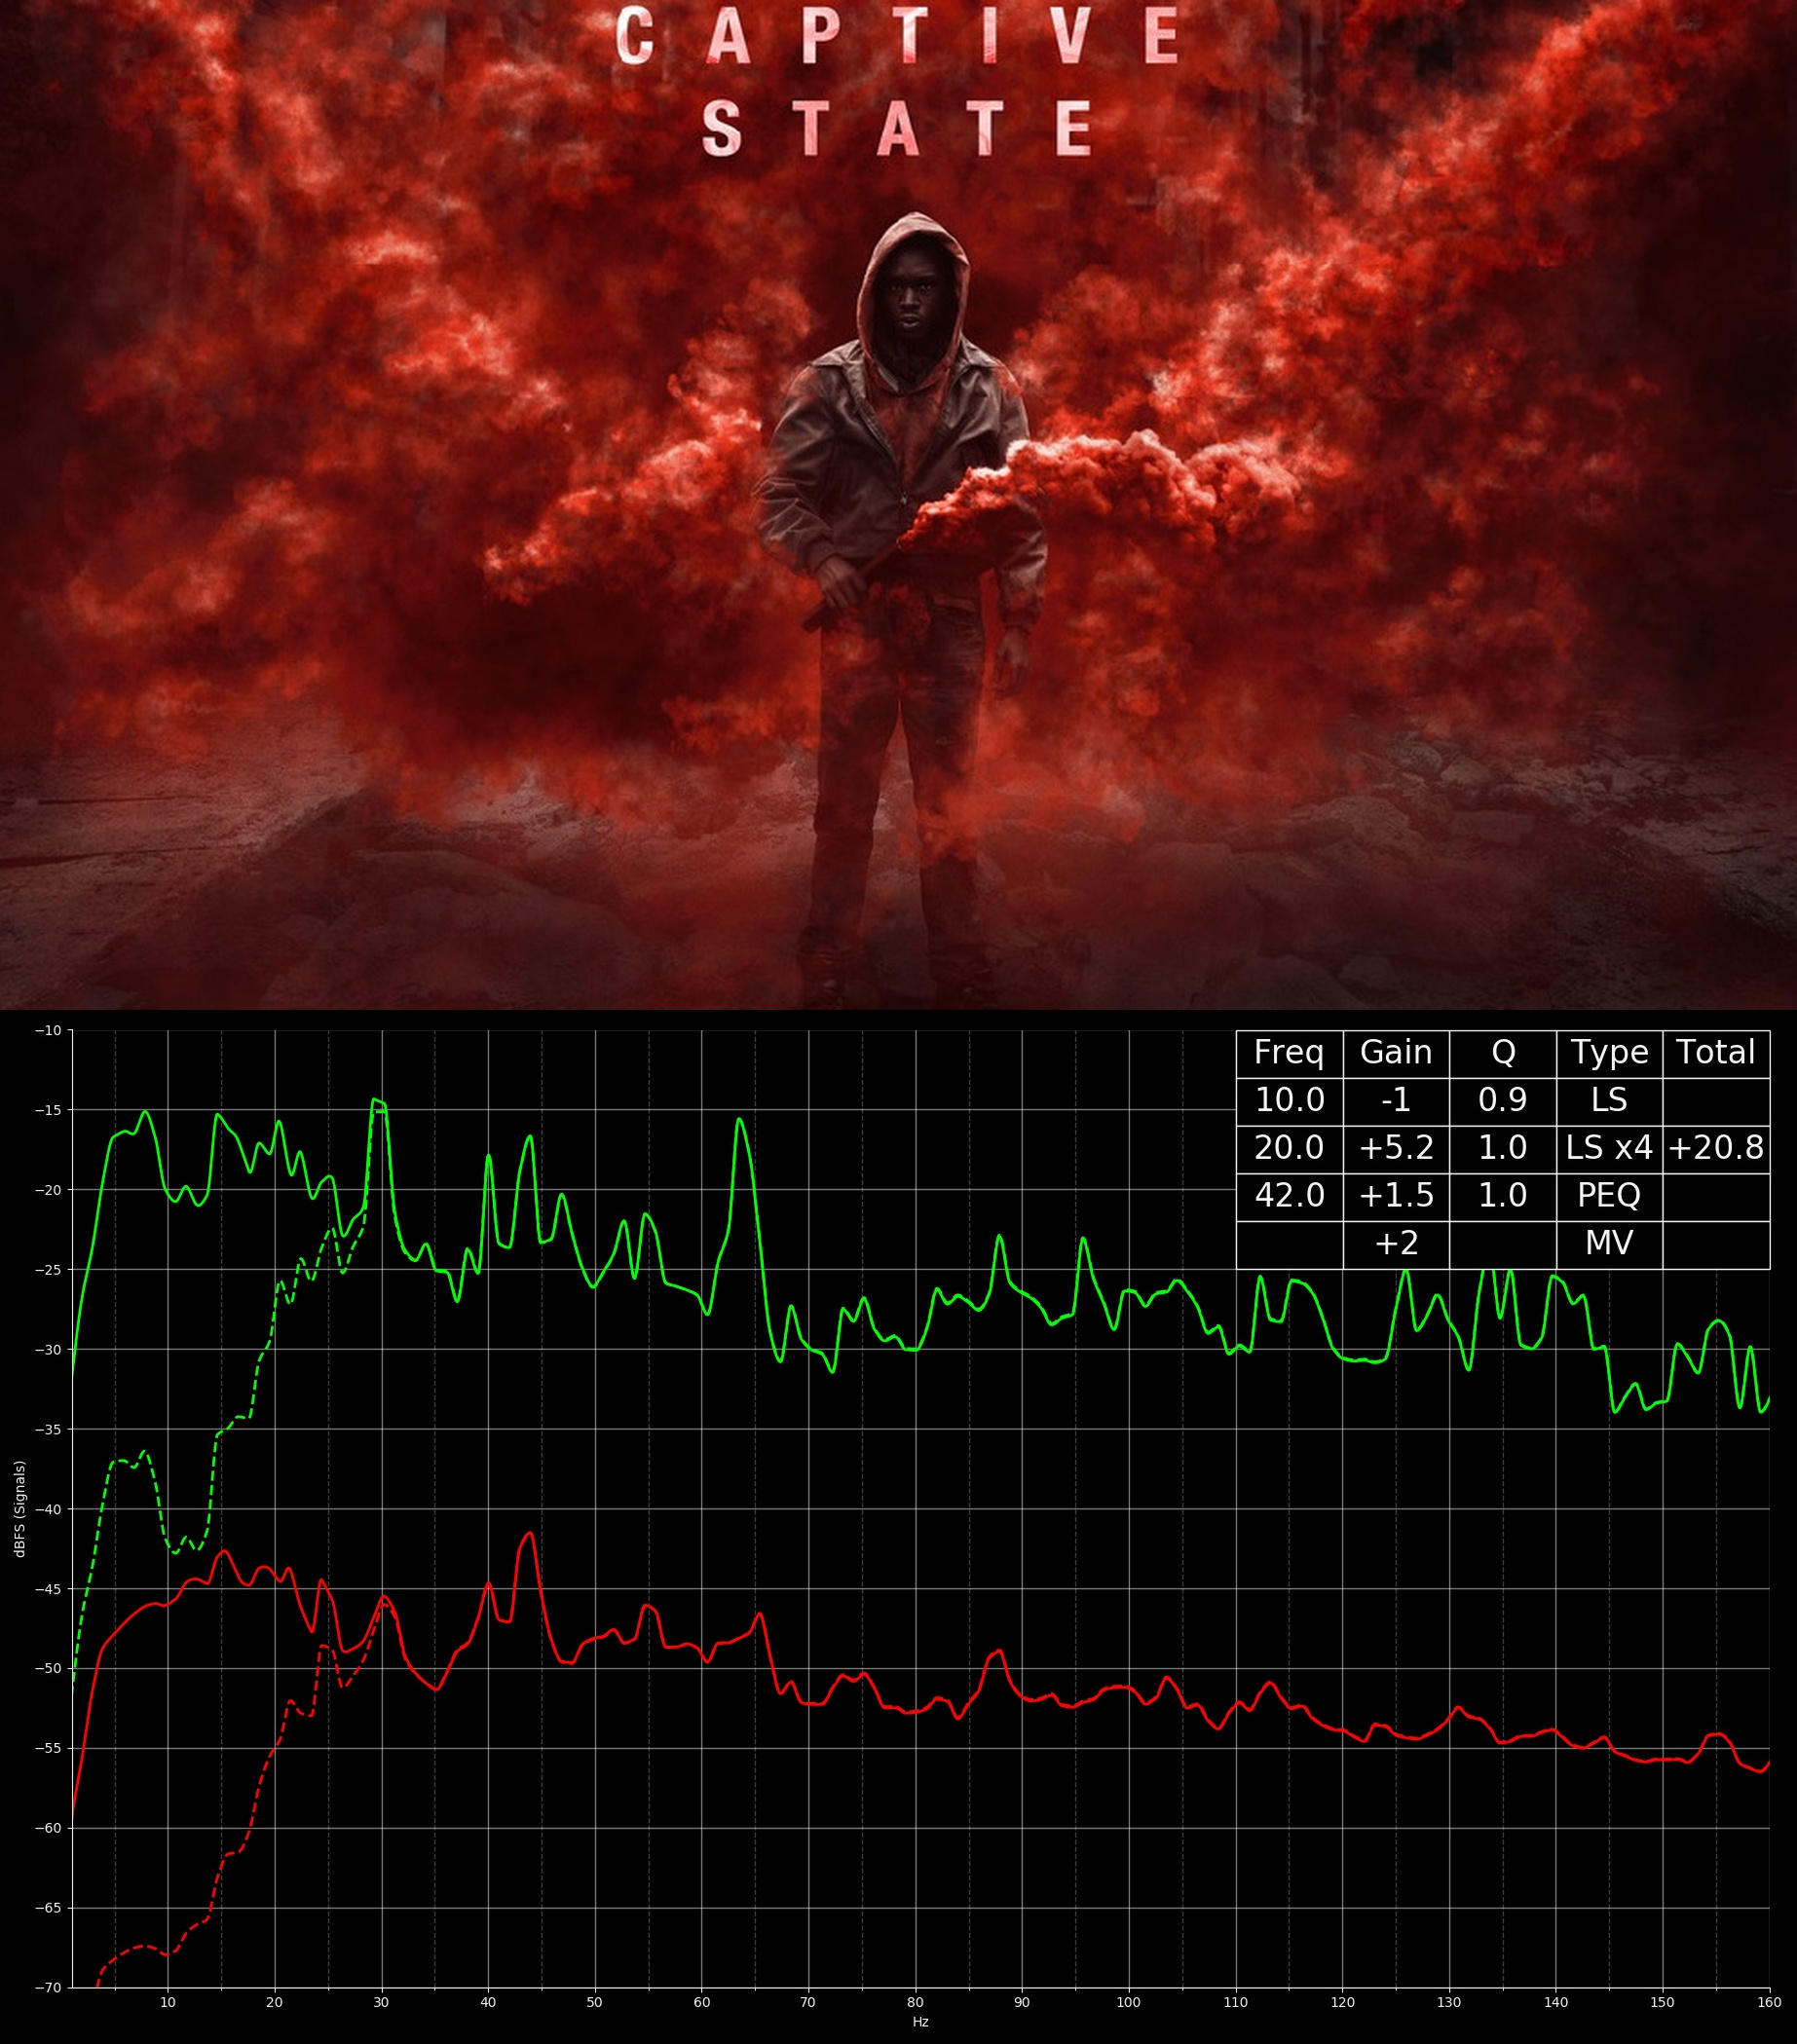 CAPTIVE
STATE
Freq Gain Q Type Total
10.0 -1 0.9 LS
20.0 +5.2 1.0 LS x4 +20.8
42.0 +1.5 1.0 PEQ
+2 MV
−10
−15
−20
−25
−30
−35
−40
−45
−50
−55
−60
−65
−70
dBFS (Signals)
10 20 30 40 50 60 70 80 90 100 110 120 130 140 150 160
Hz